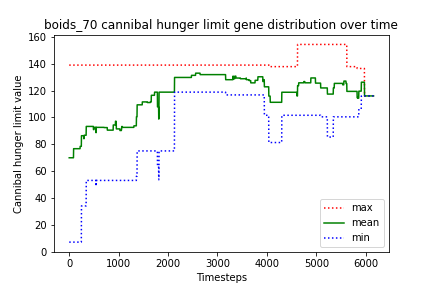 boids_70 cannibal hunger limit gene distribution over time
Cannibal hunger limit value
160
140
120
100
80
60
40
20
0
0 1000 2000 3000 4000 5000 6000
Timesteps
max
mean
min